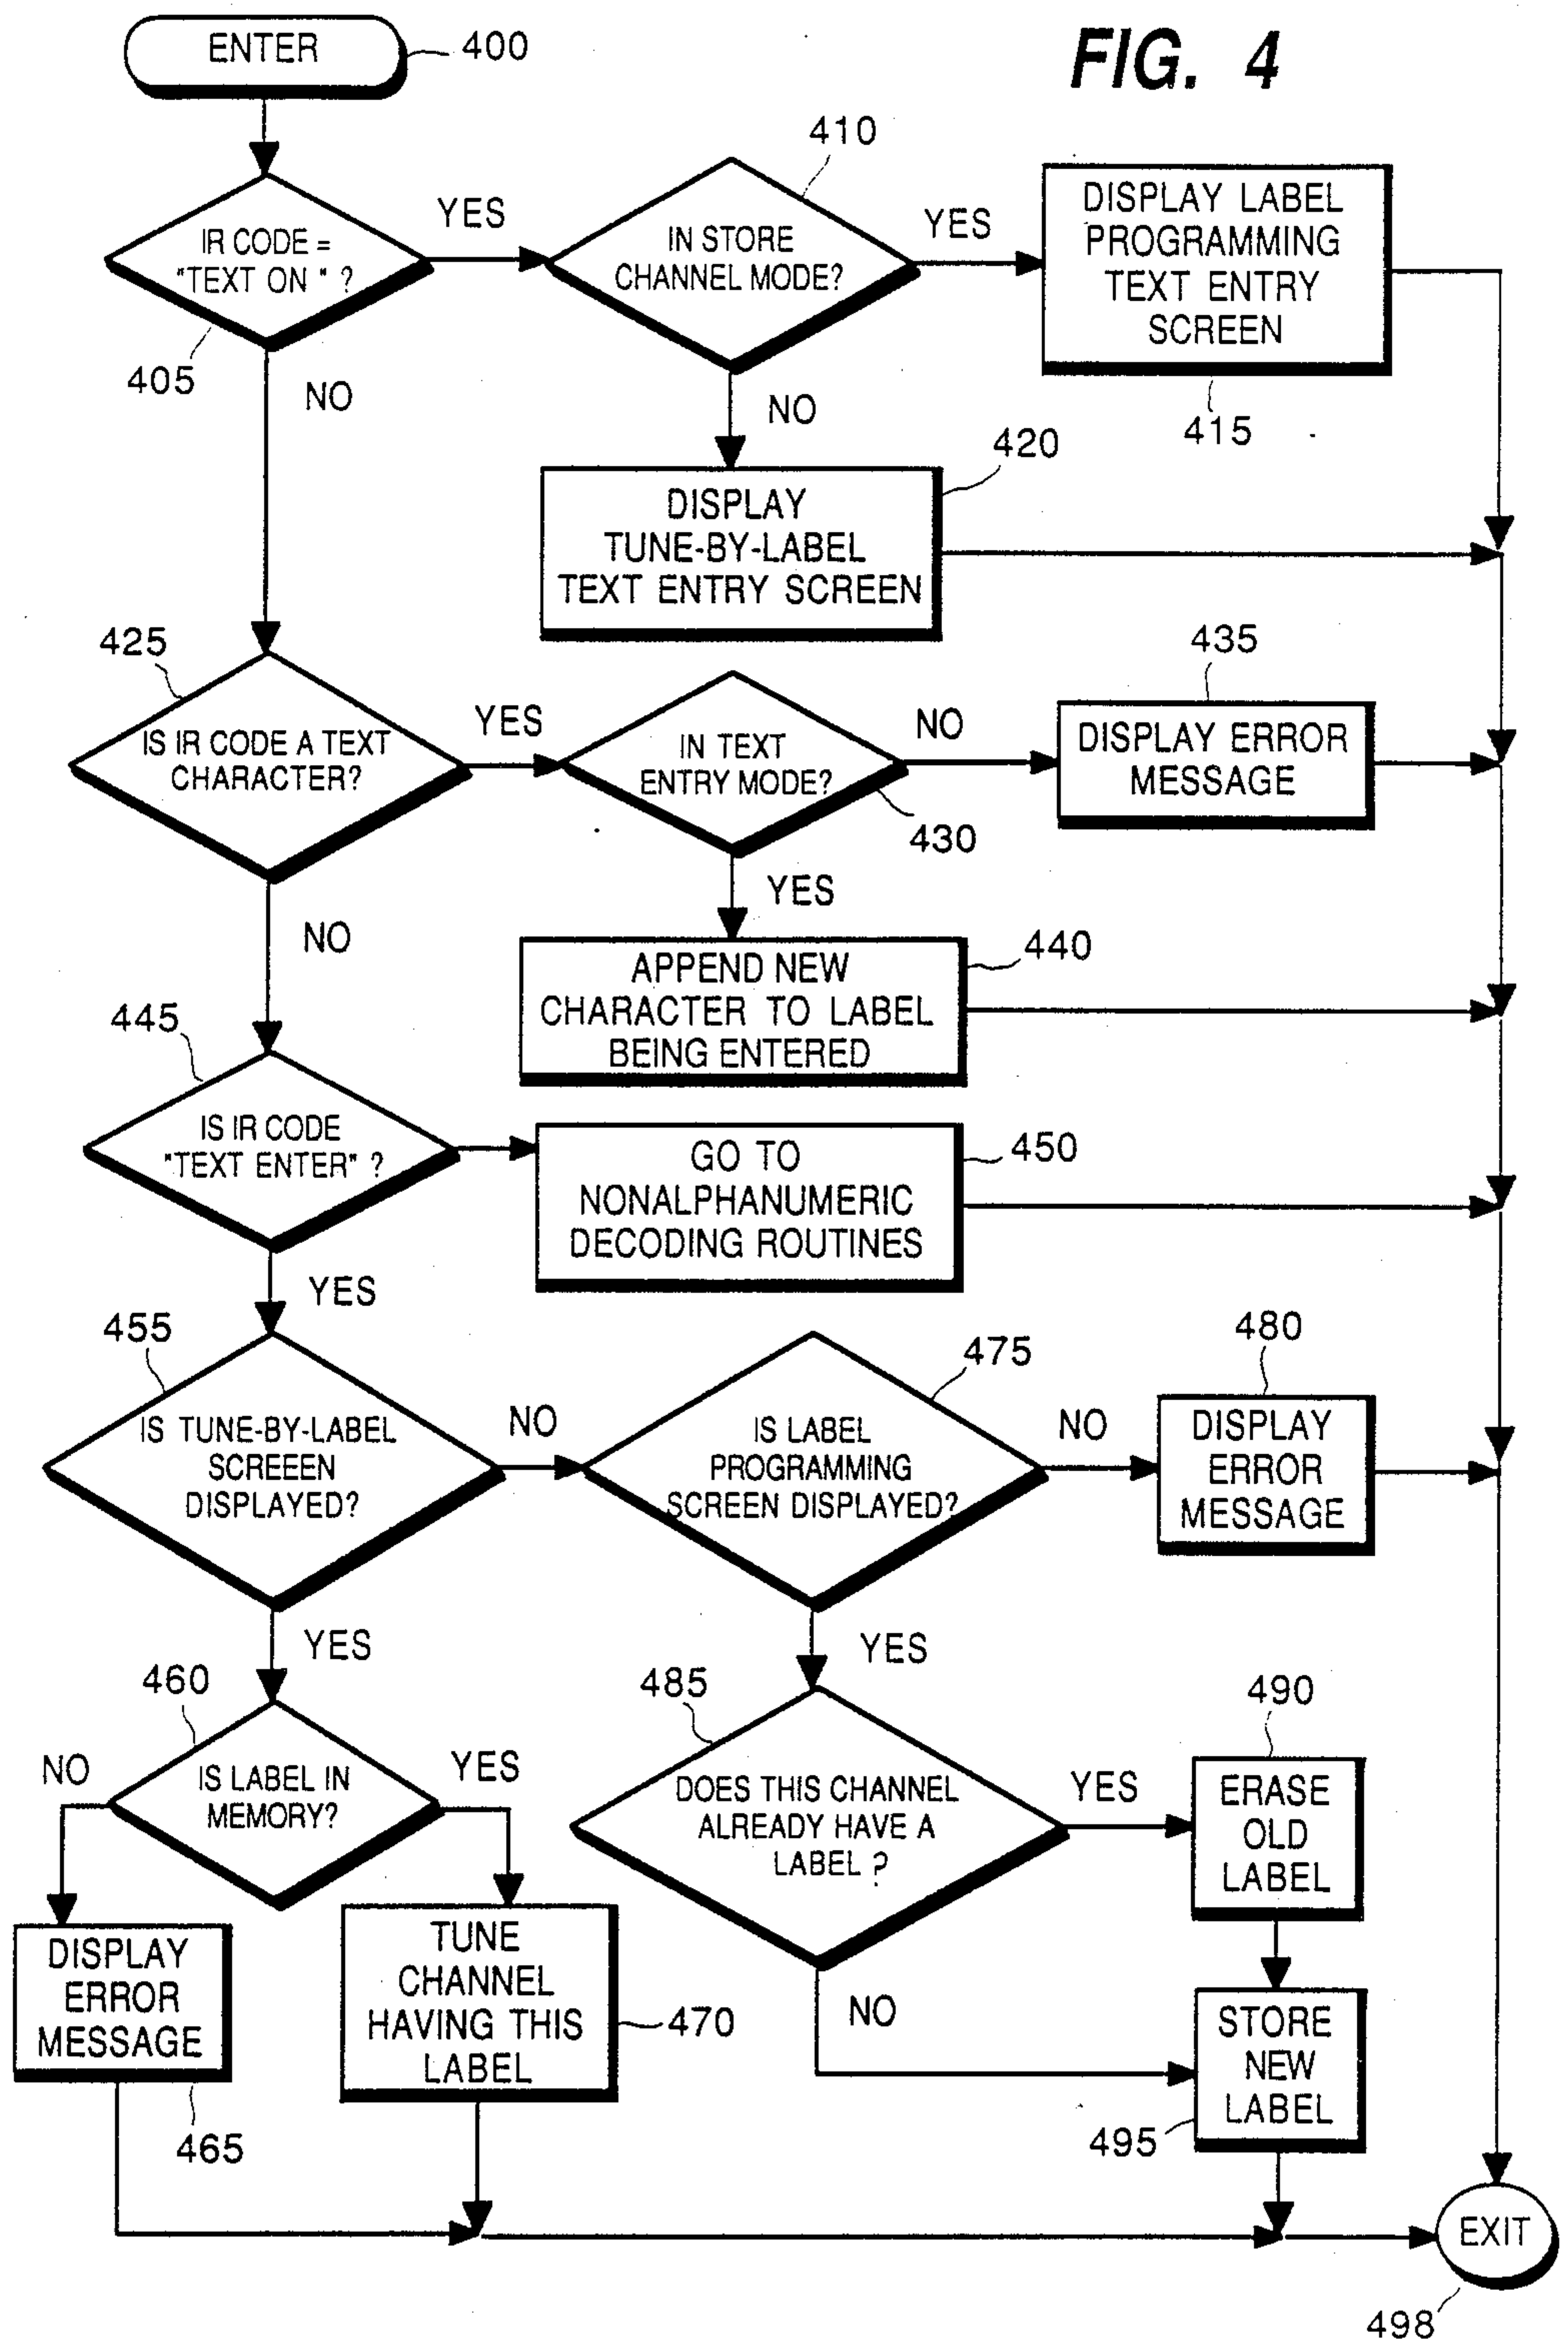 ENTER
400
FIG. 4
410
IR CODE =
"TEXT ON" ?
YES
405
NO
IN STORE
CHANNEL MODE?
YES
NO
DISPLAY LABEL
PROGRAMMING
TEXT ENTRY
SCREEN
415
420
DISPLAY
TUNE-BY-LABEL
TEXT ENTRY SCREEN
425
IS IR CODE A TEXT
CHARACTER?
YES
NO
IN TEXT
ENTRY MODE?
430
NO
YES
435
DISPLAY ERROR
MESSAGE
440
APPEND NEW
CHARACTER TO LABEL
BEING ENTERED
445
IS IR CODE
"TEXT ENTER" ?
YES
450
GO TO
NONALPHANUMERIC
DECODING ROUTINES
455
IS TUNE-BY-LABEL
SCREEEN
DISPLAYED?
NO
YES
475
IS LABEL
PROGRAMMING
SCREEN DISPLAYED?
NO
YES
480
DISPLAY
ERROR
MESSAGE
460
IS LABEL IN
MEMORY?
NO
YES
485
DOES THIS CHANNEL
ALREADY HAVE A
LABEL ?
YES
NO
490
ERASE
OLD
LABEL
DISPLAY
ERROR
MESSAGE
465
TUNE
CHANNEL
HAVING THIS
LABEL
470
STORE
NEW
LABEL
495
EXIT
498